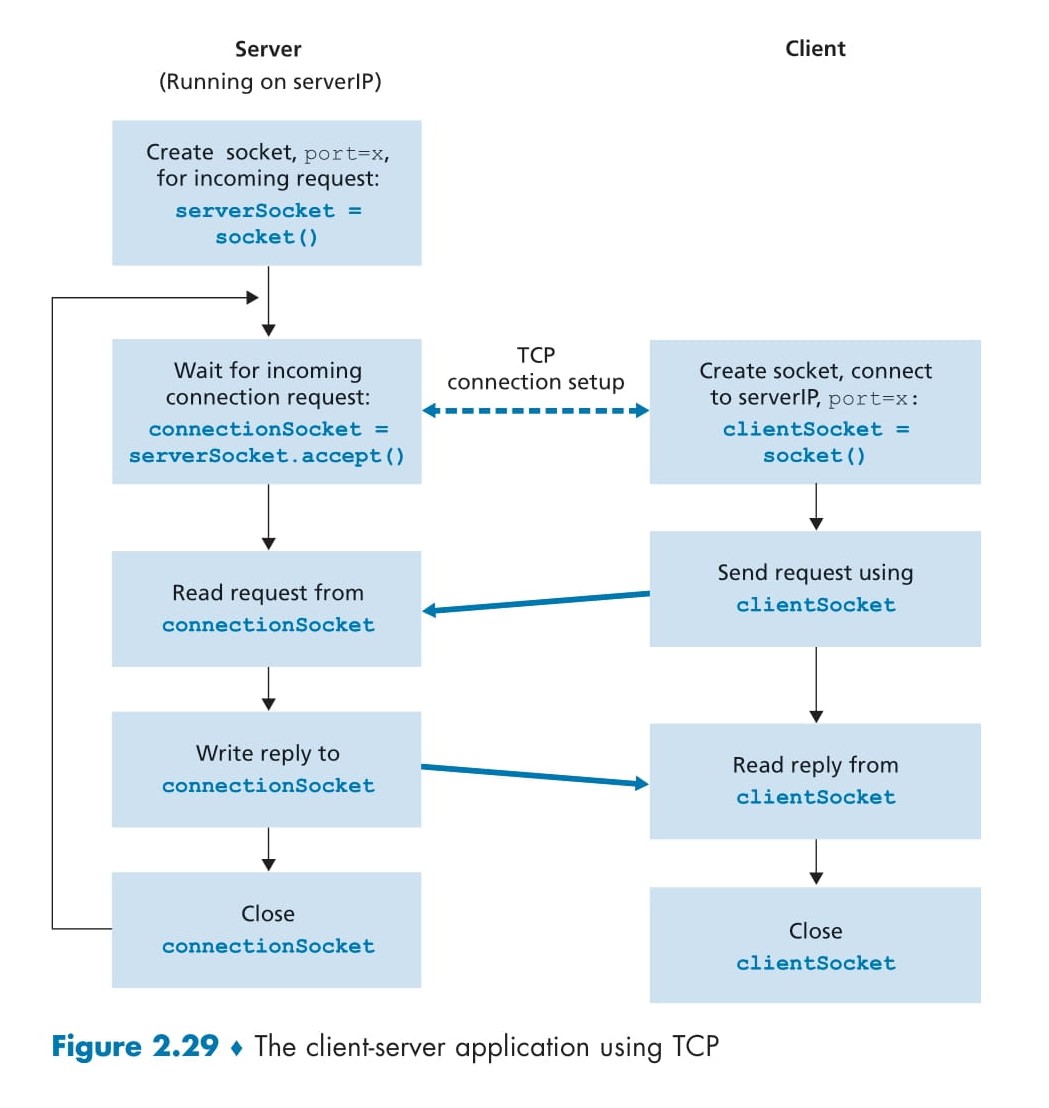 Server
(Running on serverIP)
Client
Create socket, port=x,
for incoming request:
serverSocket =
socket()
Wait for incoming
connection request:
connectionSocket =
serverSocket.accept()
TCP
connection setup
Create socket, connect
to serverIP, port=x:
clientSocket =
socket()
Read request from
connectionSocket
Send request using
clientSocket
Write reply to
connectionSocket
Read reply from
clientSocket
Close
connectionSocket
Close
clientSocket
Figure 2.29 ♦ The client-server application using TCP